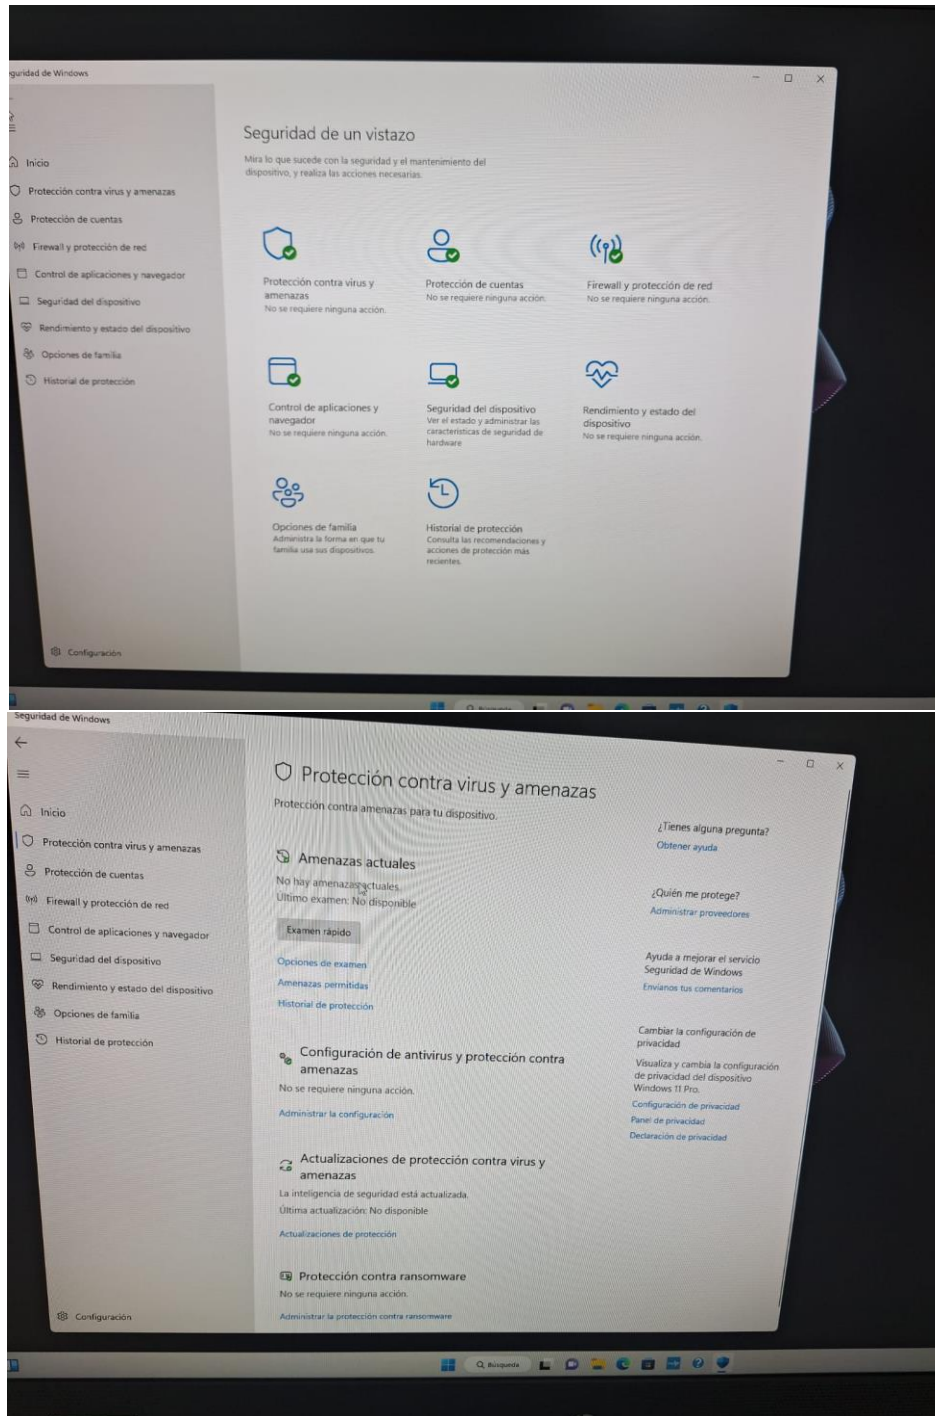 guridad de Windows
Inicio
Protección contra virus y amenazas
Protección de cuentas
Firewall y protección de red
Control de aplicaciones y navegador
Seguridad del dispositivo
Rendimiento y estado del dispositivo
Opciones de familia
Historial de protección
Configuración
Seguridad de un vistazo
Mira lo que sucede con la seguridad y el mantenimiento del
dispositivo, y realiza las acciones necesarias.
Protección contra virus y
amenazas
No se requiere ninguna acción.
Protección de cuentas
No se requiere ninguna acción.
Firewall y protección de red
No se requiere ninguna acción.
Control de aplicaciones y
navegador
No se requiere ninguna acción.
Seguridad del dispositivo
Ver el estado y administrar las
características de seguridad de
hardware
Rendimiento y estado del
dispositivo
No se requiere ninguna acción.
Opciones de familia
Administra la forma en que tu
familia usa sus dispositivos.
Historial de protección
Consulta las recomendaciones y
acciones de protección más
recientes.
Búsqueda
Seguridad de Windows
Inicio
Protección contra virus y amenazas
Protección de cuentas
Firewall y protección de red
Control de aplicaciones y navegador
Seguridad del dispositivo
Rendimiento y estado del dispositivo
Opciones de familia
Historial de protección
Configuración
Protección contra virus y amenazas
Protección contra amenazas para tu dispositivo.
Amenazas actuales
No hay amenazas actuales.
Último examen: No disponible
Examen rápido
Opciones de examen
Amenazas permitidas
Historial de protección
Configuración de antivirus y protección contra
amenazas
No se requiere ninguna acción.
Administrar la configuración
Actualizaciones de protección contra virus y
amenazas
La inteligencia de seguridad está actualizada.
Última actualización: No disponible
Actualizaciones de protección
Protección contra ransomware
No se requiere ninguna acción.
Administrar la protección contra ransomware
¿Tienes alguna pregunta?
Obtener ayuda
¿Quién me protege?
Administrar proveedores
Ayuda a mejorar el servicio
Seguridad de Windows
Envíanos tus comentarios
Cambiar la configuración de
privacidad
Visualiza y cambia la configuración
de privacidad del dispositivo
Windows 11 Pro.
Configuración de privacidad
Panel de privacidad
Declaración de privacidad
Búsqueda